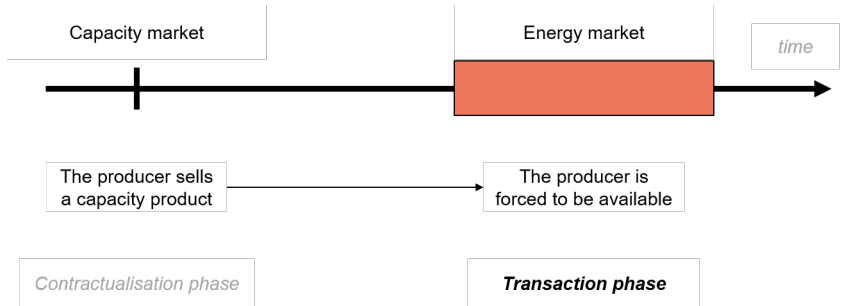 Capacity market
Energy market
time
The producer sells
a capacity product
The producer is
forced to be available
Contractualisation phase
Transaction phase